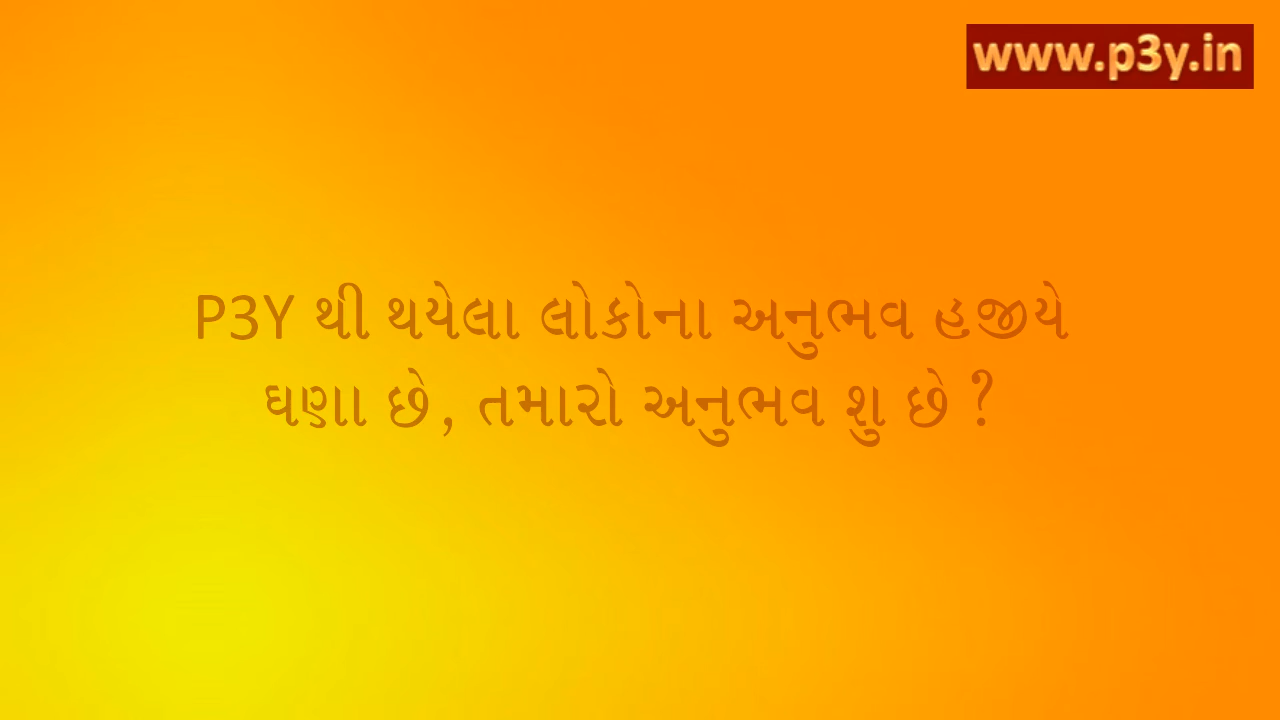 www.p3y.in
P3Y થી થયેલા લોકોના અનુભવ હજીયે
ઘણા છે, તમારો અનુભવ શુ છે ?